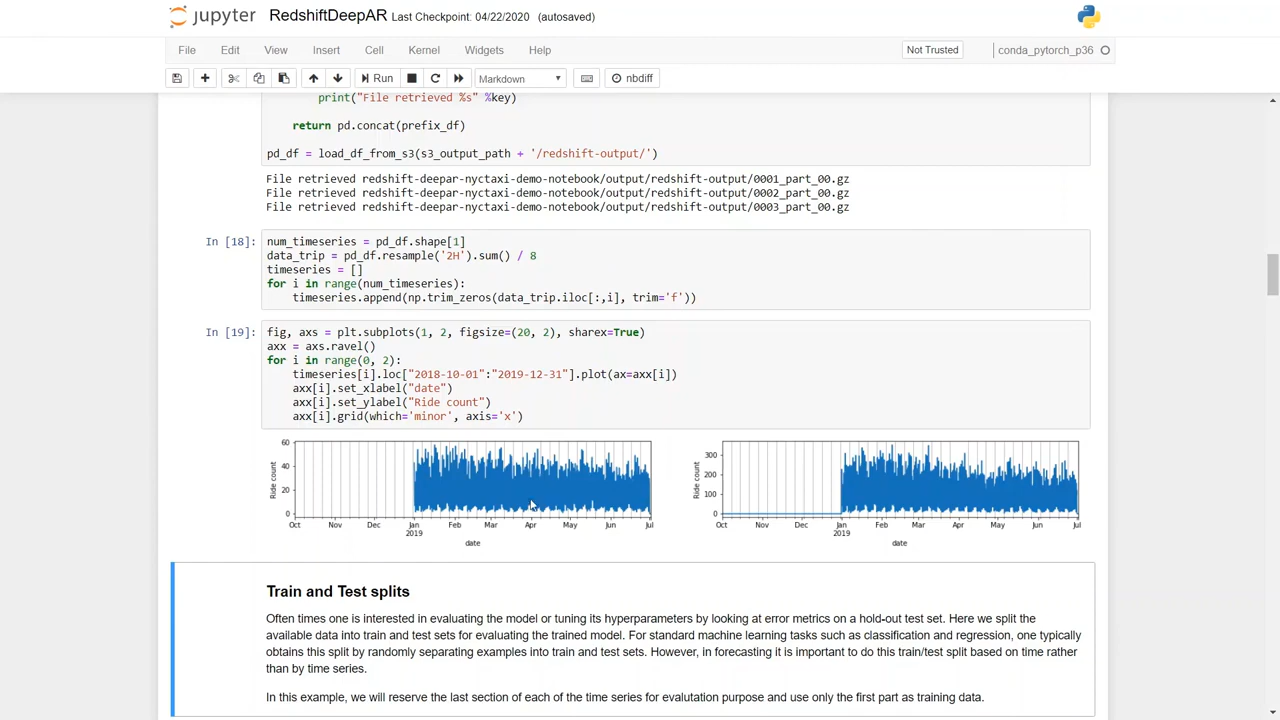 jupyter RedshiftDeepAR Last Checkpoint: 04/22/2020 (autosaved)
File Edit View Insert Cell Kernel Widgets Help Not Trusted conda_pytorch_p36
Run Markdown nbdiff
print("File retrieved %s" %key)
return pd.concat(prefix_df)
pd_df = load_df_from_s3(s3_output_path + '/redshift-output/')
File retrieved redshift-deepar-nyctaxi-demo-notebook/output/redshift-output/0001_part_00.gz
File retrieved redshift-deepar-nyctaxi-demo-notebook/output/redshift-output/0002_part_00.gz
File retrieved redshift-deepar-nyctaxi-demo-notebook/output/redshift-output/0003_part_00.gz
In [18]: num_timeseries = pd_df.shape[1]
data_trip = pd_df.resample('2H').sum() / 8
timeseries = []
for i in range(num_timeseries):
timeseries.append(np.trim_zeros(data_trip.iloc[:,i], trim='f'))
In [19]: fig, axs = plt.subplots(1, 2, figsize=(20, 2), sharex=True)
axx = axs.ravel()
for i in range(0, 2):
timeseries[i].loc["2018-10-01":"2019-12-31"].plot(ax=axx[i])
axx[i].set_xlabel("date")
axx[i].set_ylabel("Ride count")
axx[i].grid(which='minor', axis='x')
Ride count
60
40
20
0
Oct Nov Dec Jan Feb Mar Apr May Jun Jul
2019
date
Ride count
300
200
100
0
Oct Nov Dec Jan Feb Mar Apr May Jun Jul
2019
date
Train and Test splits
Often times one is interested in evaluating the model or tuning its hyperparameters by looking at error metrics on a hold-out test set. Here we split the
available data into train and test sets for evaluating the trained model. For standard machine learning tasks such as classification and regression, one typically
obtains this split by randomly separating examples into train and test sets. However, in forecasting it is important to do this train/test split based on time rather
than by time series.
In this example, we will reserve the last section of each of the time series for evalutation purpose and use only the first part as training data.